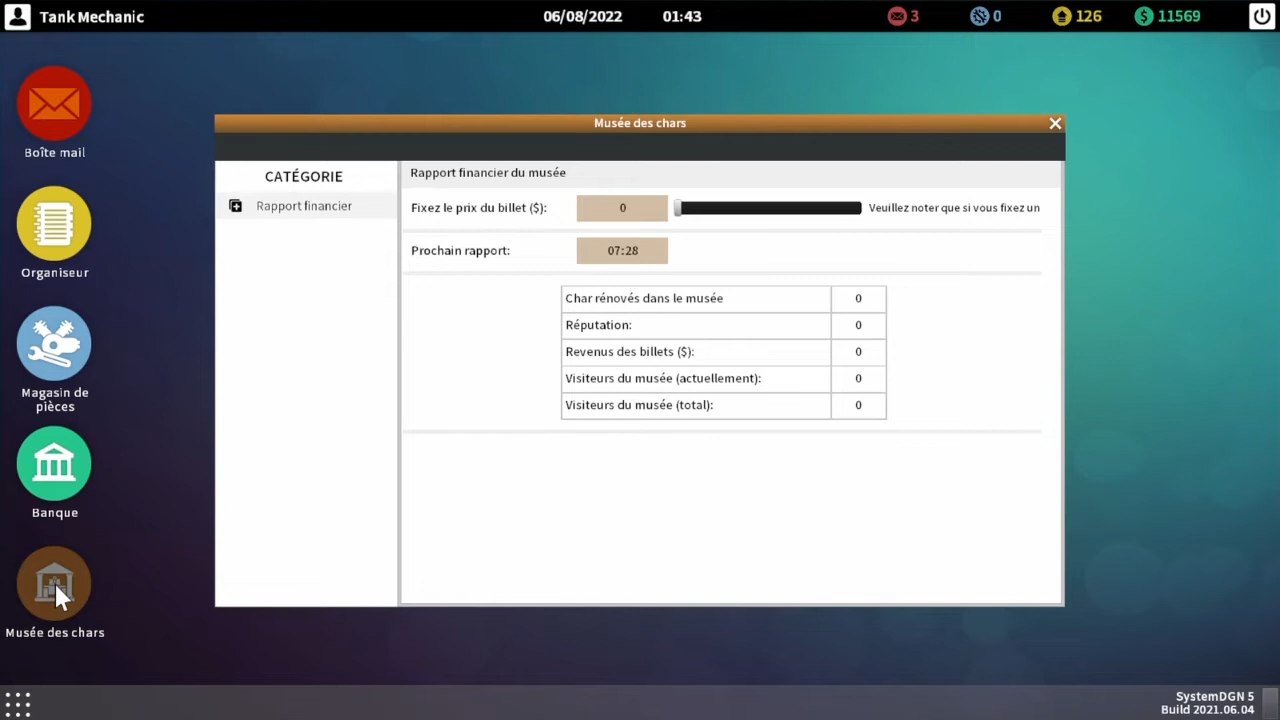 Tank Mechanic
06/08/2022 01:43
3 0 126 $ 11569
Musée des chars
Boîte mail
Organiseur
Magasin de
pièces
Banque
Musée des chars
CATÉGORIE
Rapport financier
Rapport financier du musée
Fixez le prix du billet ($): 0 Veuillez noter que si vous fixez un
Prochain rapport: 07:28
Char rénovés dans le musée 0
Réputation: 0
Revenus des billets ($): 0
Visiteurs du musée (actuellement): 0
Visiteurs du musée (total): 0
SystemDGN 5
Build 2021.06.04